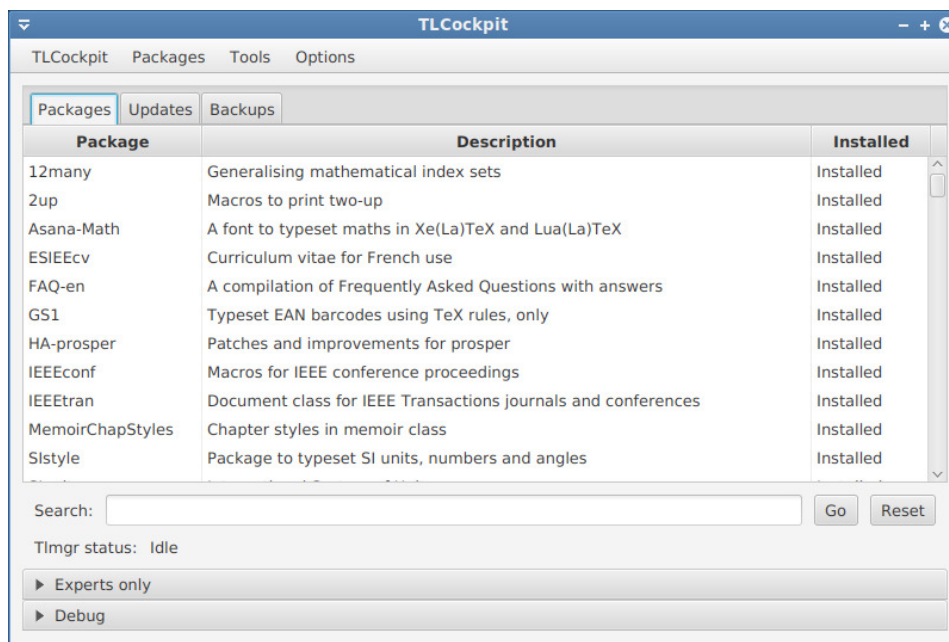 TLCockpit
TLCockpit Packages Tools Options
Packages Updates Backups
Package Description Installed
12many Generalising mathematical index sets Installed
2up Macros to print two-up Installed
Asana-Math A font to typeset maths in Xe(La)TeX and Lua(La)TeX Installed
ESIEEcv Curriculum vitae for French use Installed
FAQ-en A compilation of Frequently Asked Questions with answers Installed
GS1 Typeset EAN barcodes using TeX rules, only Installed
HA-prosper Patches and improvements for prosper Installed
IEEEconf Macros for IEEE conference proceedings Installed
IEEEtran Document class for IEEE Transactions journals and conferences Installed
MemoirChapStyles Chapter styles in memoir class Installed
SIstyle Package to typeset SI units, numbers and angles Installed
Search: Go Reset
Tlmgr status: Idle
Experts only
Debug